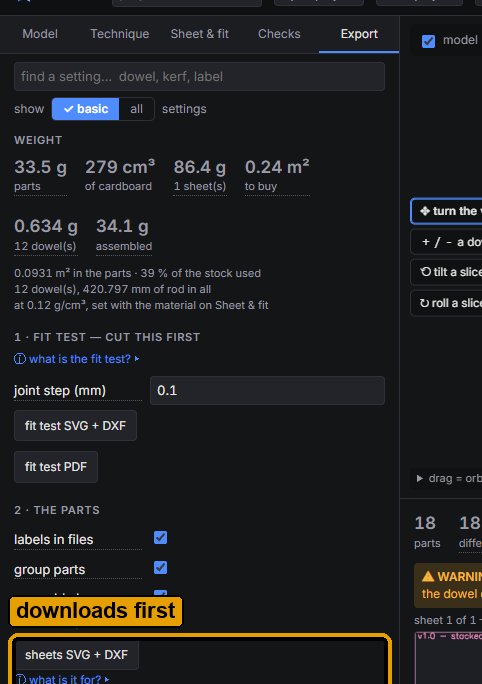 Model Technique Sheet & fit Checks Export
model
find a setting... dowel, kerf, label
show ✓ basic all settings
WEIGHT
33.5 g 279 cm³ 86.4 g 0.24 m²
parts of cardboard 1 sheet(s) to buy
0.634 g 34.1 g
12 dowel(s) assembled
0.0931 m² in the parts · 39 % of the stock used
12 dowel(s), 420.797 mm of rod in all
at 0.12 g/cm³, set with the material on Sheet & fit
1 · FIT TEST — CUT THIS FIRST
ⓘ what is the fit test? ▸
joint step (mm) 0.1
fit test SVG + DXF
fit test PDF
2 · THE PARTS
labels in files
group parts
downloads first
sheets SVG + DXF
ⓘ what is it for? ▸
✥ turn the
+ / - a do
⟲ tilt a slice
↻ roll a slice
▸ drag = orb
18 18
parts diffe
⚠ WARNIN
the dowel
sheet 1 of 1
v1.0 — stocked